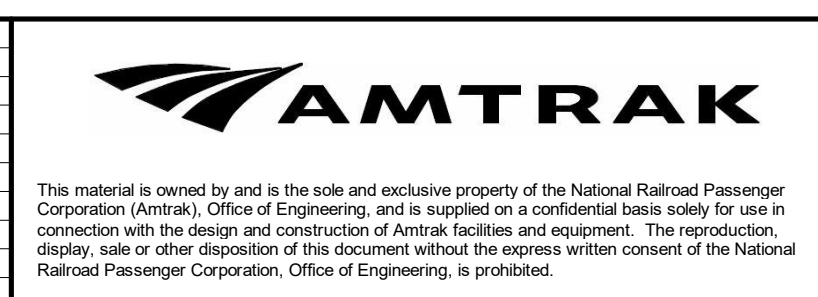 AMTRAK
This material is owned by and is the sole and exclusive property of the National Railroad Passenger
Corporation (Amtrak), Office of Engineering, and is supplied on a confidential basis solely for use in
connection with the design and construction of Amtrak facilities and equipment.  The reproduction,
display, sale or other disposition of this document without the express written consent of the National
Railroad Passenger Corporation, Office of Engineering, is prohibited.